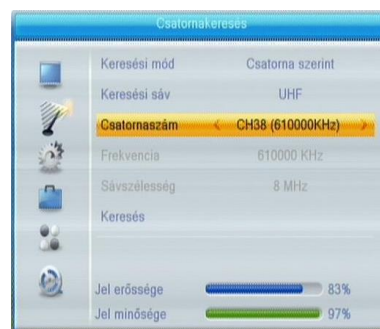 Csatornakeresés
Keresési mód Csatorna szerint
Keresési sáv UHF
Csatornaszám CH38 (610000KHz)
Frekvencia 610000 KHz
Sávszélesség 8 MHz
Keresés
Jel erőssége 83%
Jel minősége 97%